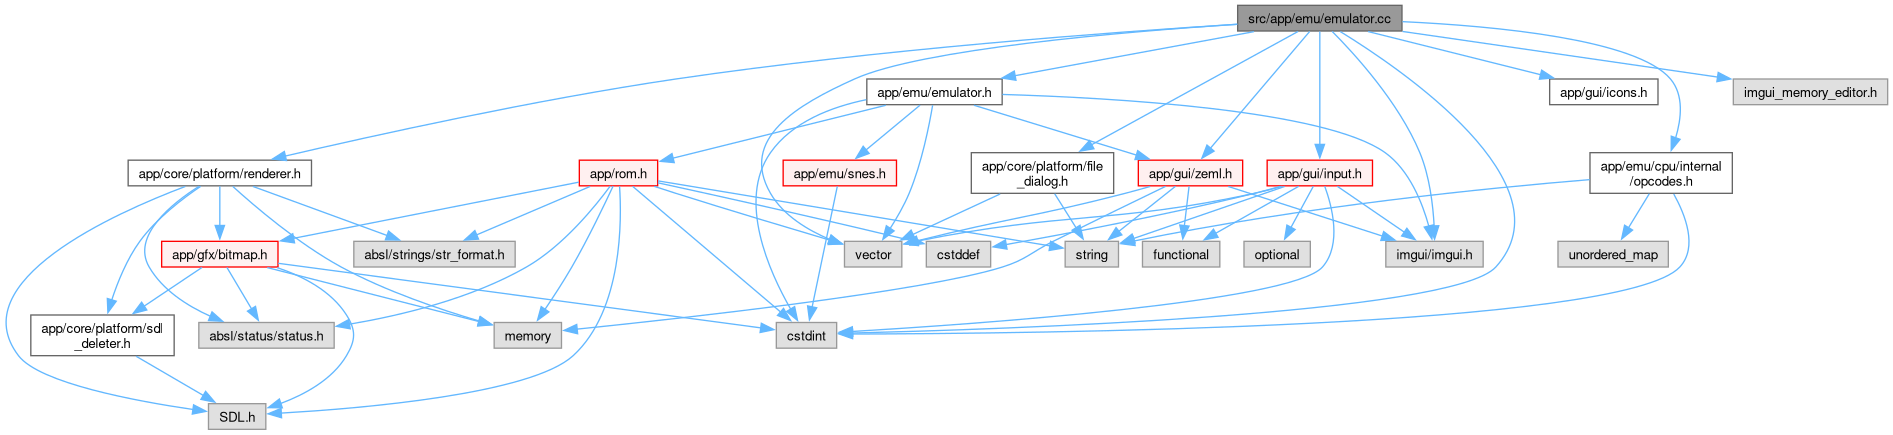 src/app/emu/emulator.cc
app/emu/emulator.h
app/gui/icons.h
imgui_memory_editor.h
app/core/platform/renderer.h
app/rom.h
app/emu/snes.h
app/core/platform/file
_dialog.h
app/gui/zeml.h
app/gui/input.h
app/emu/cpu/internal
/opcodes.h
app/gfx/bitmap.h
absl/strings/str_format.h
vector
cstddef
string
functional
optional
imgui/imgui.h
unordered_map
app/core/platform/sdl
_deleter.h
absl/status/status.h
memory
cstdint
SDL.h